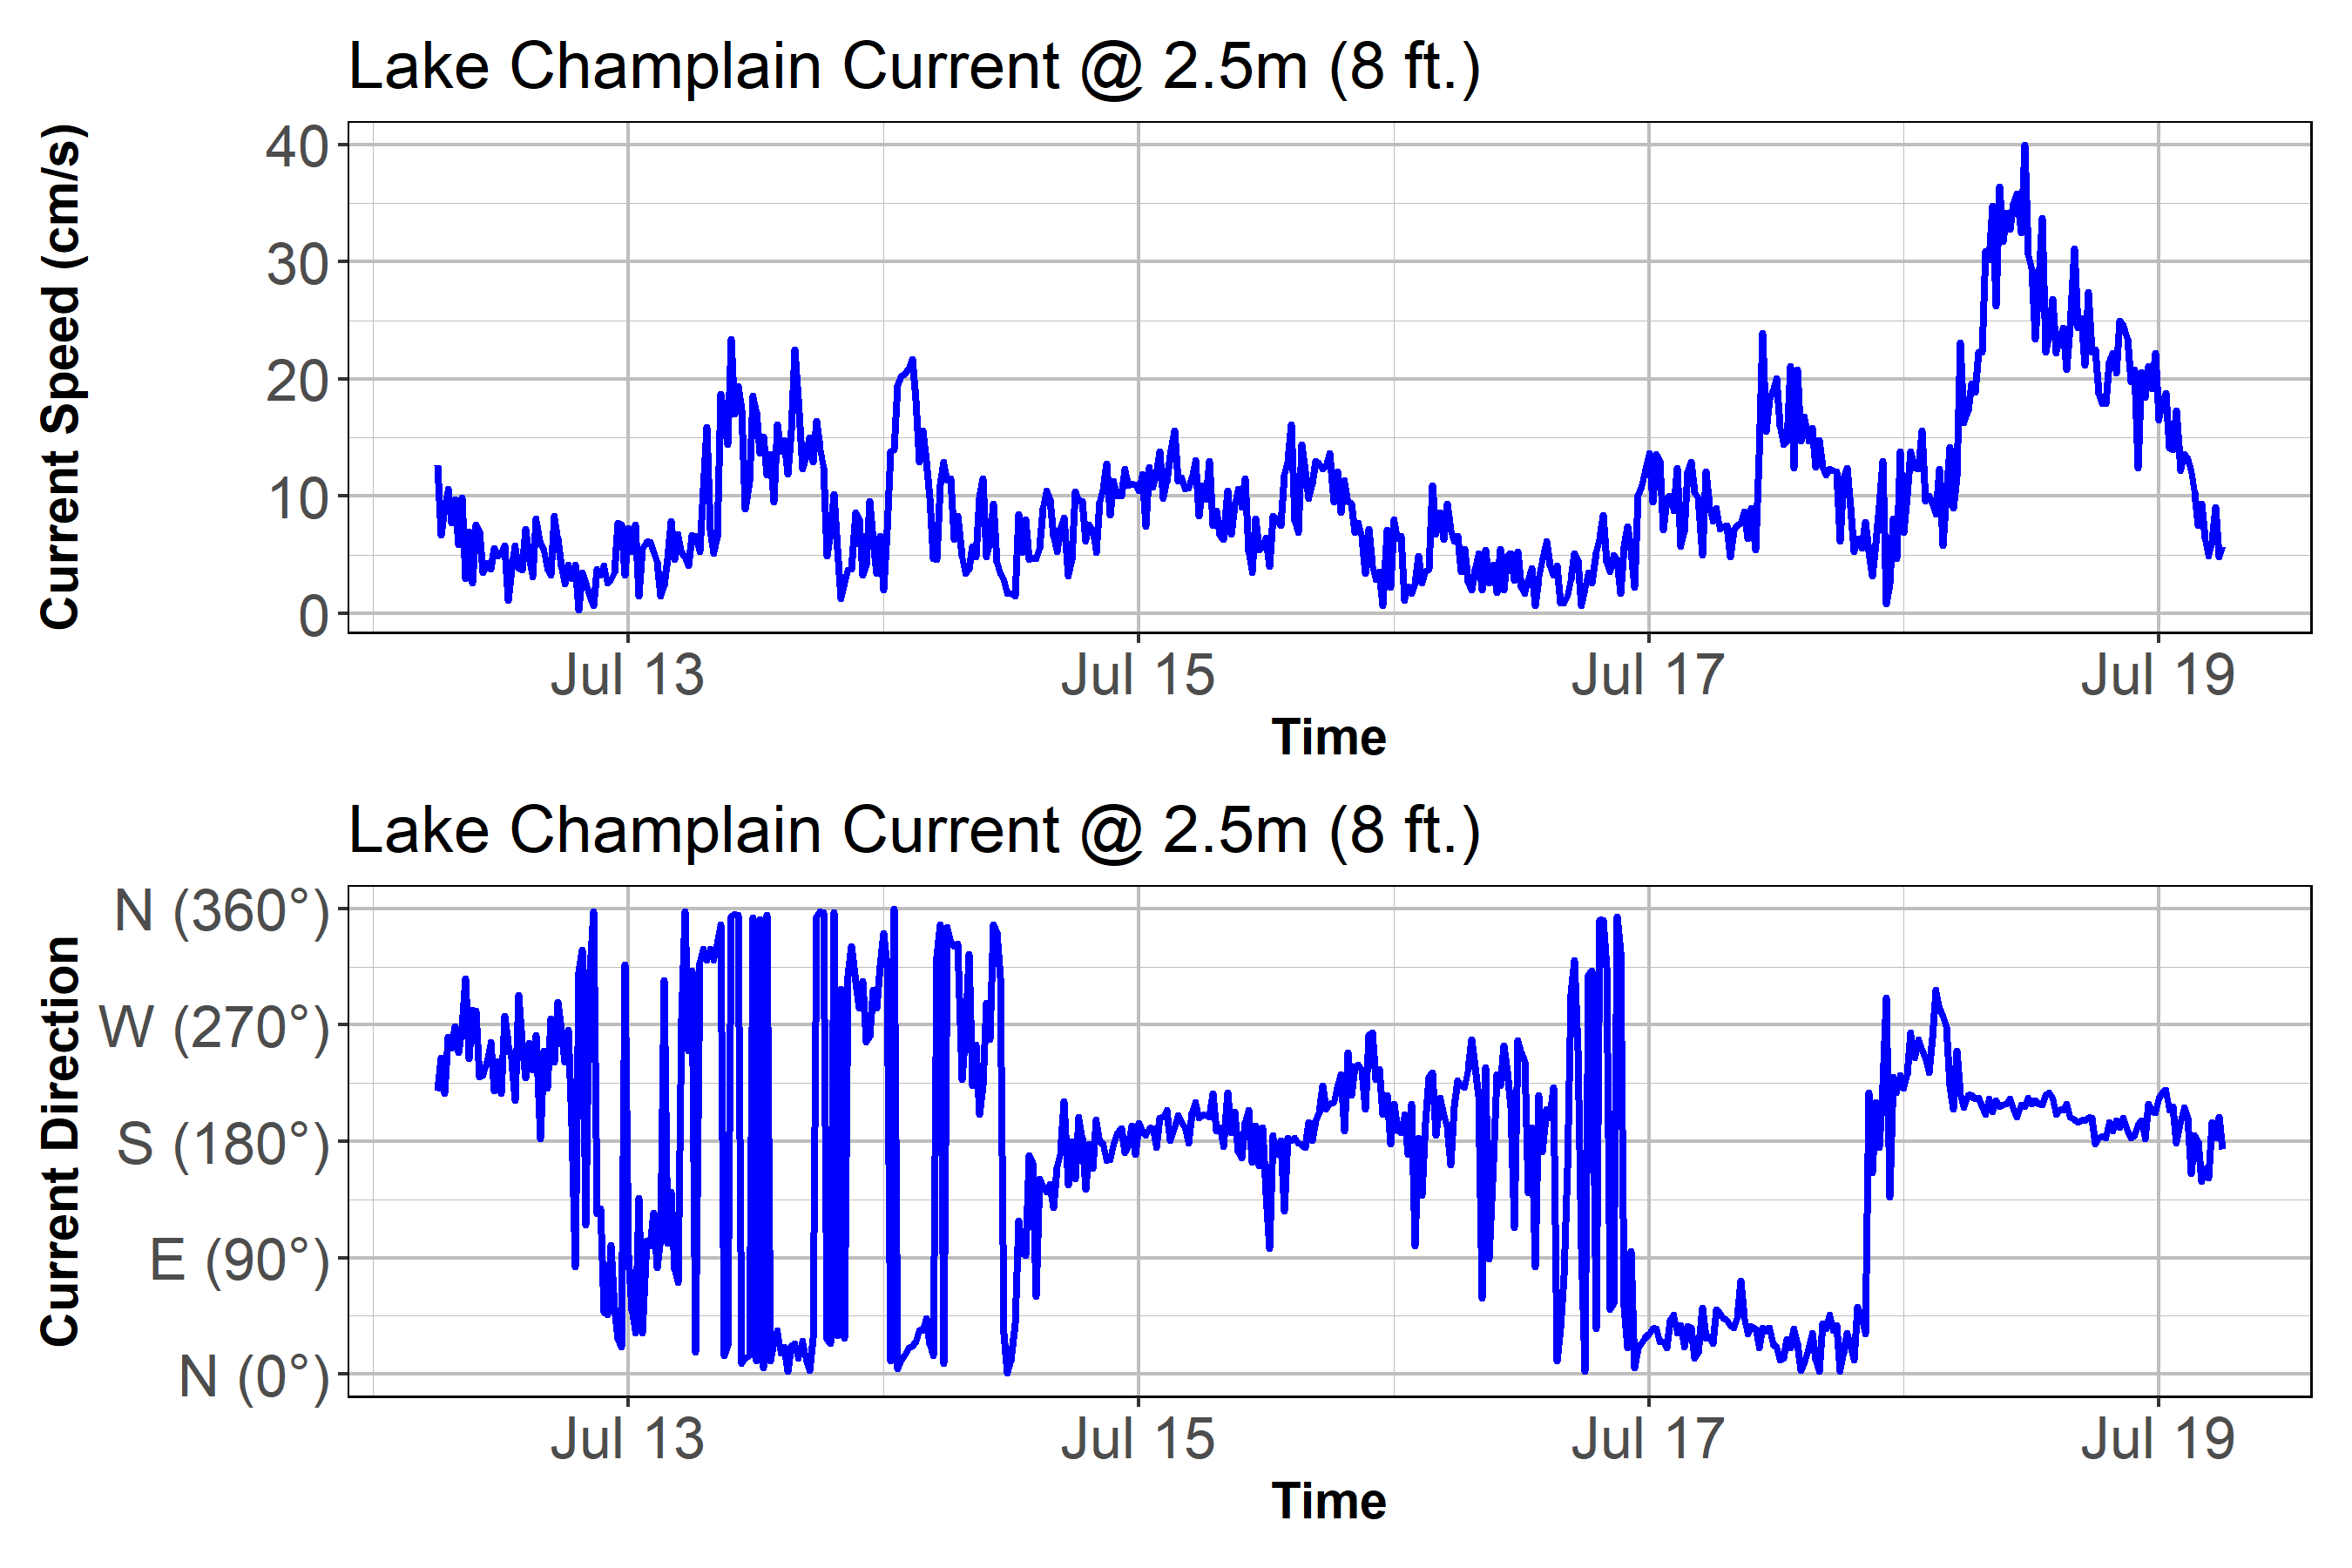 Lake Champlain Current @ 2.5m (8 ft.)
Current Speed (cm/s)
40
30
20
10
0
Jul 13 Jul 15 Jul 17 Jul 19
Time
Lake Champlain Current @ 2.5m (8 ft.)
Current Direction
N (360°)
W (270°)
S (180°)
E (90°)
N (0°)
Jul 13 Jul 15 Jul 17 Jul 19
Time